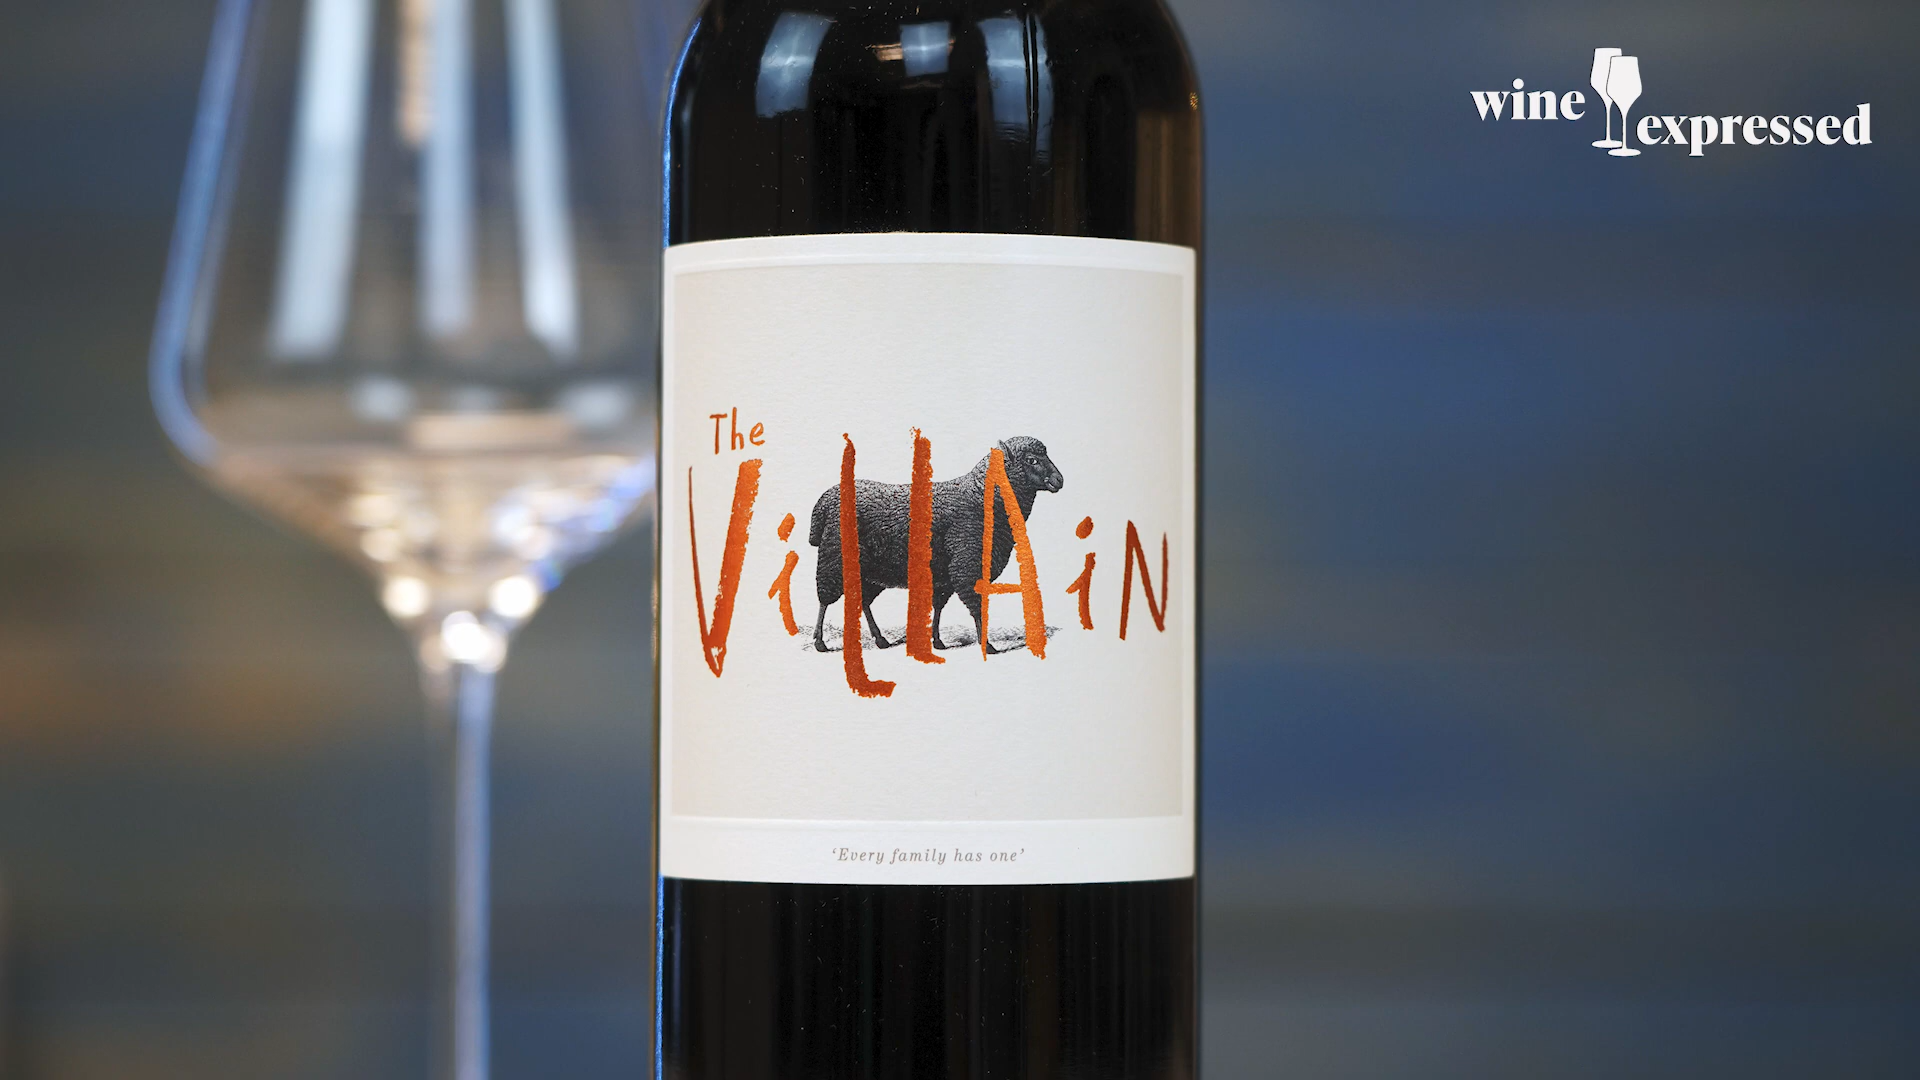 wine
expressed
The
ViLLAiN
‘Every family has one’